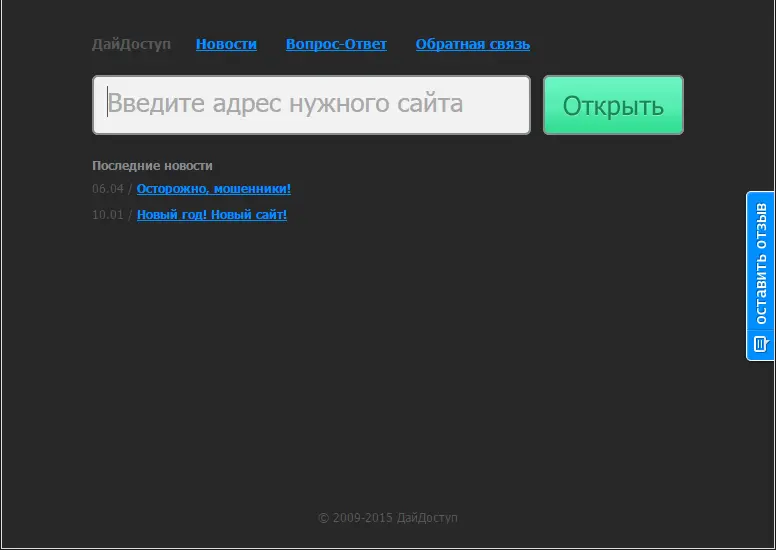 ДайДоступ Новости Вопрос-Ответ Обратная связь
Введите адрес нужного сайта Открыть
Последние новости
06.04 / Осторожно, мошенники!
10.01 / Новый год! Новый сайт!
оставить отзыв
© 2009-2015 ДайДоступ